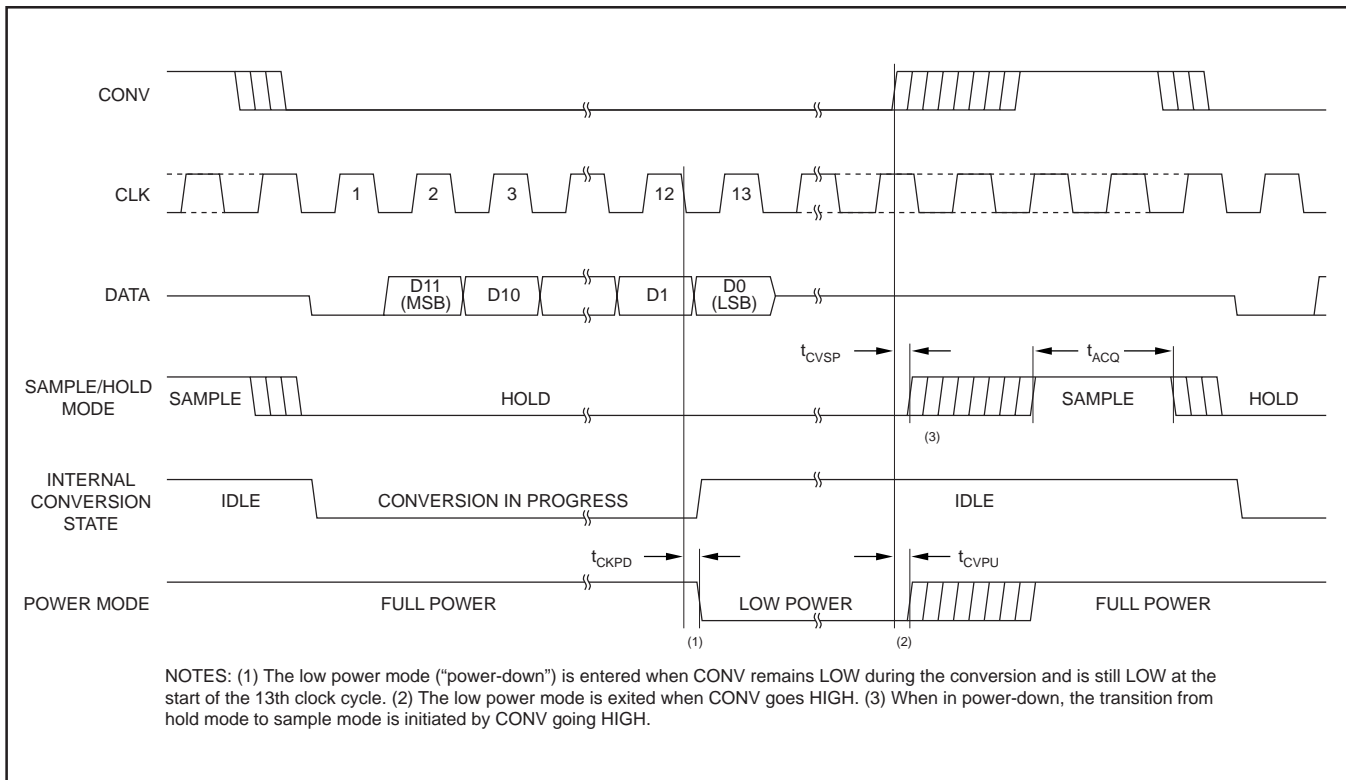 CONV
CLK
1
2
3
12
13
DATA
D11
(MSB)
D10
D1
D0
(LSB)
tCVSP
tACQ
SAMPLE/HOLD
MODE
SAMPLE
HOLD
SAMPLE
HOLD
(3)
INTERNAL
CONVERSION
STATE
IDLE
CONVERSION IN PROGRESS
IDLE
tCKPD
tCVPU
POWER MODE
FULL POWER
LOW POWER
FULL POWER
(1)
(2)
NOTES: (1) The low power mode (“power-down”) is entered when CONV remains LOW during the conversion and is still LOW at the
start of the 13th clock cycle. (2) The low power mode is exited when CONV goes HIGH. (3) When in power-down, the transition from
hold mode to sample mode is initiated by CONV going HIGH.